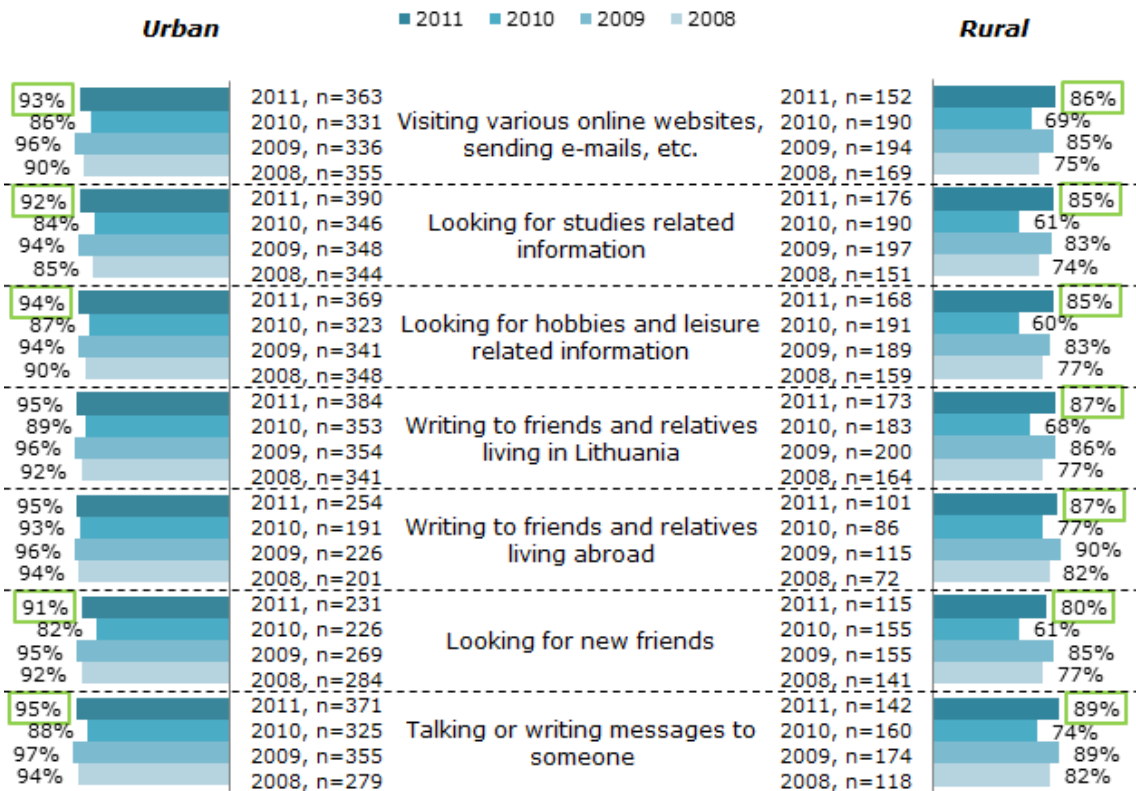 Urban
2011 2010 2009 2008
Rural
93% 2011, n=363 2011, n=152 86%
86% 2010, n=331 Visiting various online websites, 2010, n=190 69%
96% 2009, n=336 sending e-mails, etc. 2009, n=194 85%
90% 2008, n=355 2008, n=169 75%
92% 2011, n=390 2011, n=176 85%
84% 2010, n=346 Looking for studies related 2010, n=190 61%
94% 2009, n=348 information 2009, n=197 83%
85% 2008, n=344 2008, n=151 74%
94% 2011, n=369 2011, n=168 85%
87% 2010, n=323 Looking for hobbies and leisure 2010, n=191 60%
94% 2009, n=341 related information 2009, n=189 83%
90% 2008, n=348 2008, n=159 77%
95% 2011, n=384 2011, n=173 87%
89% 2010, n=353 Writing to friends and relatives 2010, n=183 68%
96% 2009, n=354 living in Lithuania 2009, n=200 86%
92% 2008, n=341 2008, n=164 77%
95% 2011, n=254 2011, n=101 87%
93% 2010, n=191 Writing to friends and relatives 2010, n=86 77%
96% 2009, n=226 living abroad 2009, n=115 90%
94% 2008, n=201 2008, n=72 82%
91% 2011, n=231 2011, n=115 80%
82% 2010, n=226 Looking for new friends 2010, n=155 61%
95% 2009, n=269 2009, n=155 85%
92% 2008, n=284 2008, n=141 77%
95% 2011, n=371 2011, n=142 89%
88% 2010, n=325 Talking or writing messages to 2010, n=160 74%
97% 2009, n=355 someone 2009, n=174 89%
94% 2008, n=279 2008, n=118 82%